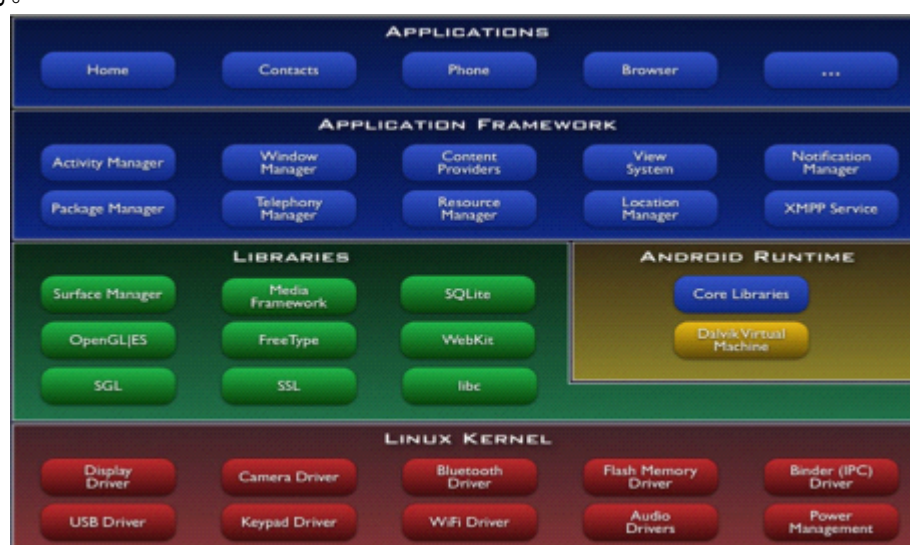 る。
APPLICATIONS
Home
Contacts
Phone
Browser
...
APPLICATION FRAMEWORK
Activity Manager
Window
Manager
Content
Providers
View
System
Notification
Manager
Package Manager
Telephony
Manager
Resource
Manager
Location
Manager
XMPP Service
LIBRARIES
Surface Manager
Media
Framework
SQLite
OpenGL|ES
FreeType
WebKit
SGL
SSL
libc
ANDROID RUNTIME
Core Libraries
Dalvik Virtual
Machine
LINUX KERNEL
Display
Driver
Camera Driver
Bluetooth
Driver
Flash Memory
Driver
Binder (IPC)
Driver
USB Driver
Keypad Driver
WiFi Driver
Audio
Drivers
Power
Management